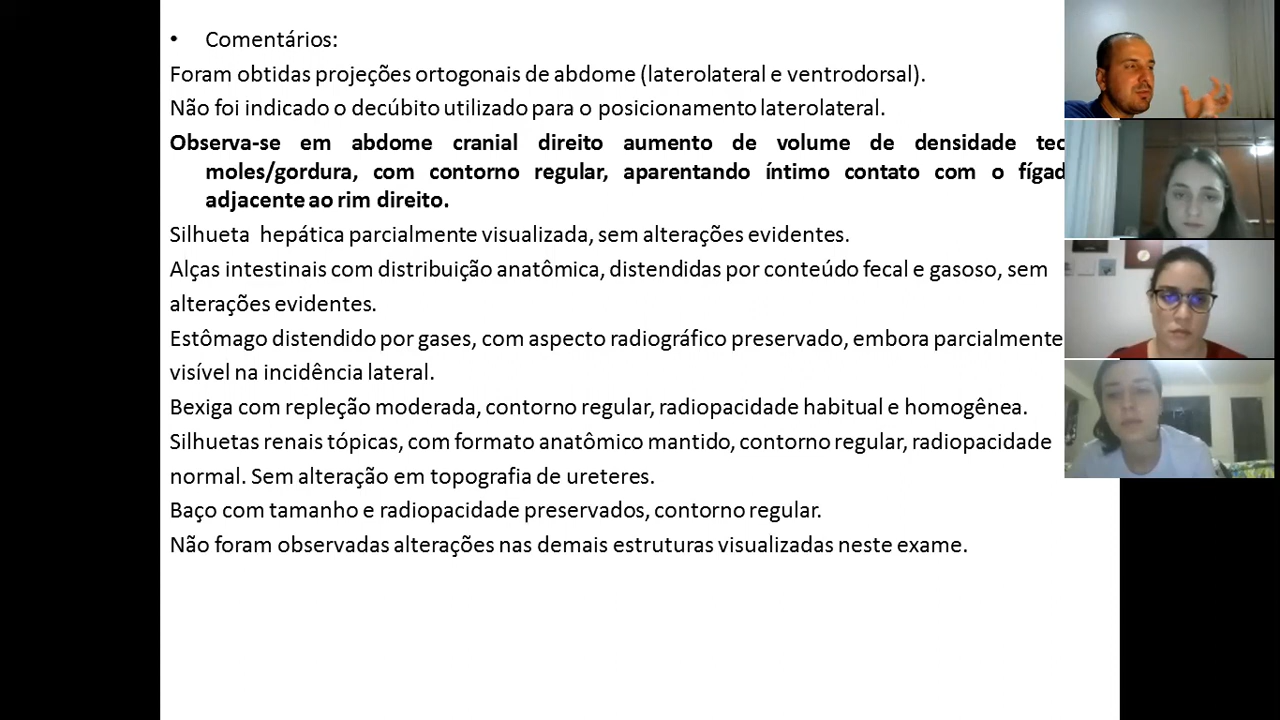 • Comentários:
Foram obtidas projeções ortogonais de abdome (laterolateral e ventrodorsal).
Não foi indicado o decúbito utilizado para o posicionamento laterolateral.
Observa-se em abdome cranial direito aumento de volume de densidade
moles/gordura, com contorno regular, aparentando íntimo contato com o
adjacente ao rim direito.
Silhueta hepática parcialmente visualizada, sem alterações evidentes.
Alças intestinais com distribuição anatômica, distendidas por conteúdo fecal e gasoso, sem
alterações evidentes.
Estômago distendido por gases, com aspecto radiográfico preservado, embora parcialmente
visível na incidência lateral.
Bexiga com repleção moderada, contorno regular, radiopacidade habitual e homogênea.
Silhuetas renais tópicas, com formato anatômico mantido, contorno regular, radiopacidade
normal. Sem alteração em topografia de ureteres.
Baço com tamanho e radiopacidade preservados, contorno regular.
Não foram observadas alterações nas demais estruturas visualizadas neste exame.